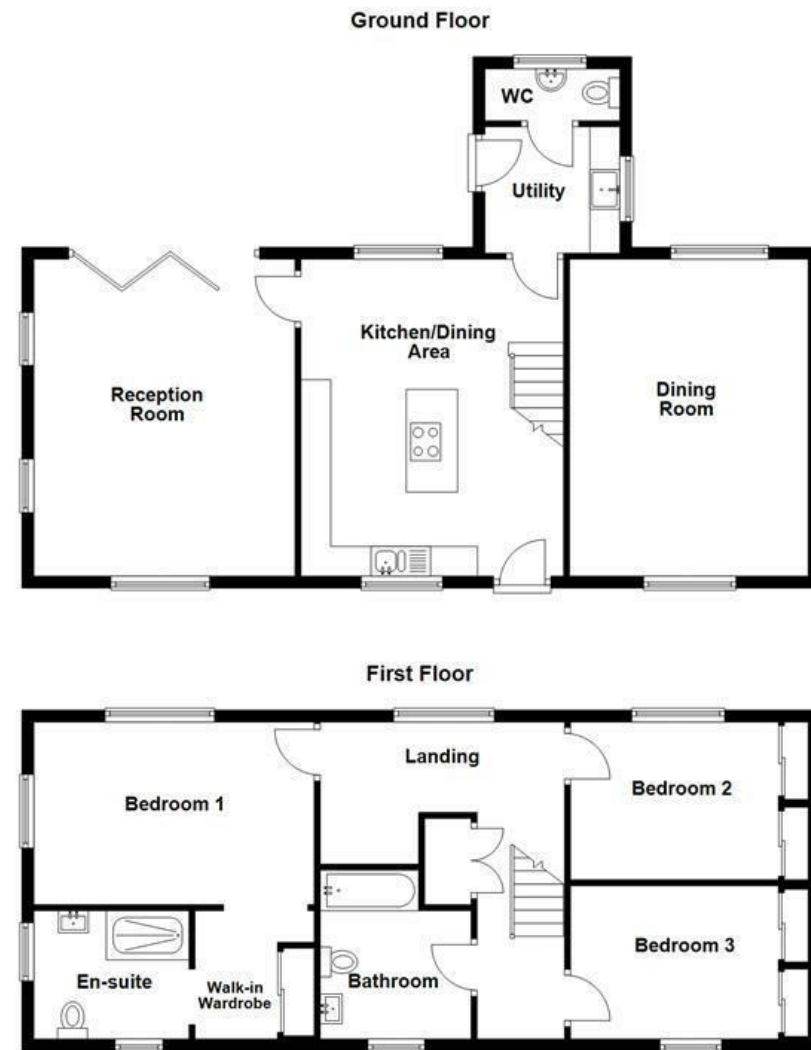 Ground Floor
WC
Utility
Kitchen/Dining
Area
Reception
Room
Dining
Room
First Floor
Landing
Bedroom 1
Bedroom 2
Bedroom 3
En-suite
Walk-in
Wardrobe
Bathroom